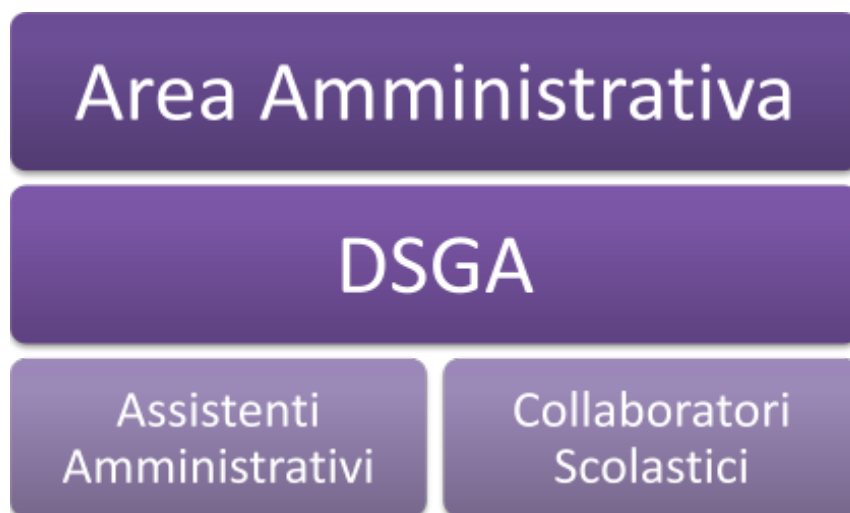 Area Amministrativa
DSGA
Assistenti
Amministrativi
Collaboratori
Scolastici